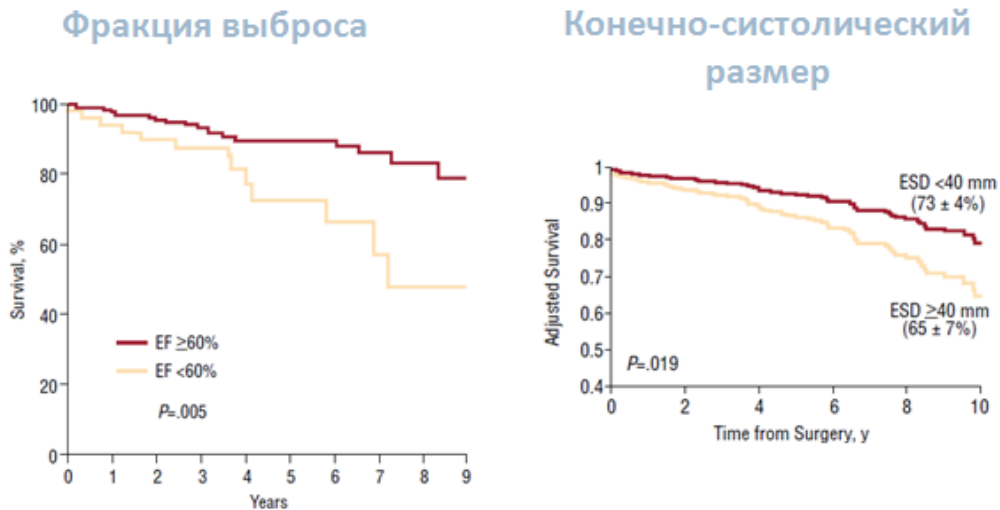 Фракция выброса
100
80
60
40
20
0
Survival, %
EF ≥60%
EF <60%
P=.005
0 1 2 3 4 5 6 7 8 9
Years
Конечно-систолический
размер
1
0.9
0.8
0.7
0.6
0.5
0.4
Adjusted Survival
ESD <40 mm
(73 ± 4%)
ESD ≥40 mm
(65 ± 7%)
P=.019
0 2 4 6 8 10
Time from Surgery, y